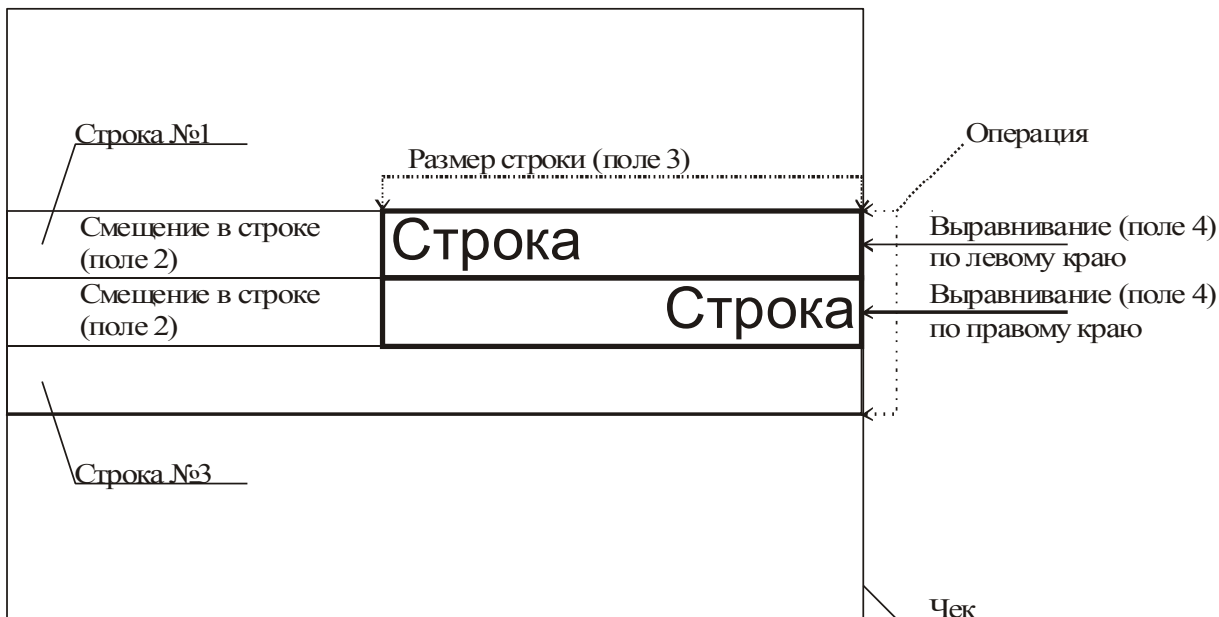 Строка №1
Операция
Размер строки (поле 3)
Смещение в строке
(поле 2)
Строка
Выравнивание (поле 4)
по левому краю
Смещение в строке
(поле 2)
Строка
Выравнивание (поле 4)
по правому краю
Строка №3
Чек